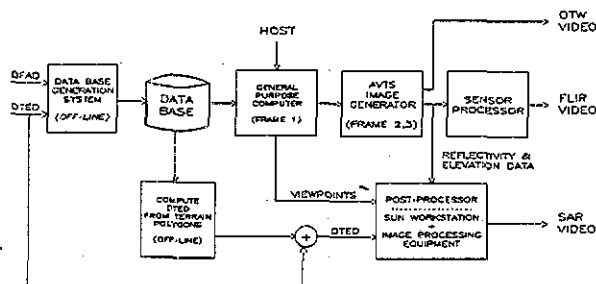 OTW
VIDEO
HOST
DFAD
DTED
DATA BASE
GENERATION
SYSTEM
(OFF-LINE)
DATA
BASE
GENERAL
PURPOSE
COMPUTER
(FRAME 1)
AVTS
IMAGE
GENERATOR
(FRAME 2,3)
SENSOR
PROCESSOR
FLIR
VIDEO
REFLECTIVITY &
ELEVATION DATA
COMPUTE
DTED
FROM TERRAIN
POLYGONS
(OFF-LINE)
VIEWPOINTS
+
DTED
POST-PROCESSOR
SUN WORKSTATION
+
IMAGE PROCESSING
EQUIPMENT
SAR
VIDEO